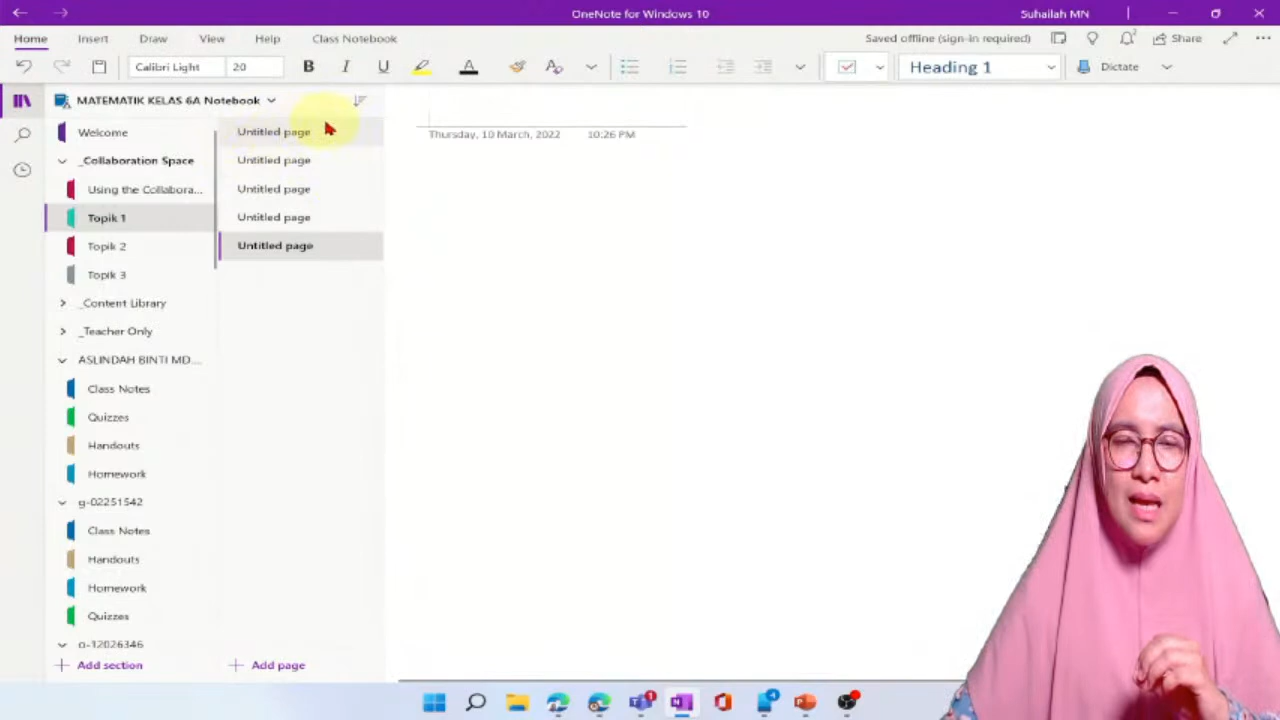 OneNote for Windows 10
Suhailah MN
Home Insert Draw View Help Class Notebook
Saved offline (sign-in required)
Share
Calibri Light 20 B I U A
Heading 1
Dictate
MATEMATIK KELAS 6A Notebook
Welcome
_Collaboration Space
Using the Collabora...
Topik 1
Topik 2
Topik 3
_Content Library
_Teacher Only
ASLINDAH BINTI MD...
Class Notes
Quizzes
Handouts
Homework
g-02251542
Class Notes
Handouts
Homework
Quizzes
g-12026346
Add section
Untitled page
Untitled page
Untitled page
Untitled page
Untitled page
Add page
Thursday, 10 March, 2022 10:26 PM
1
4